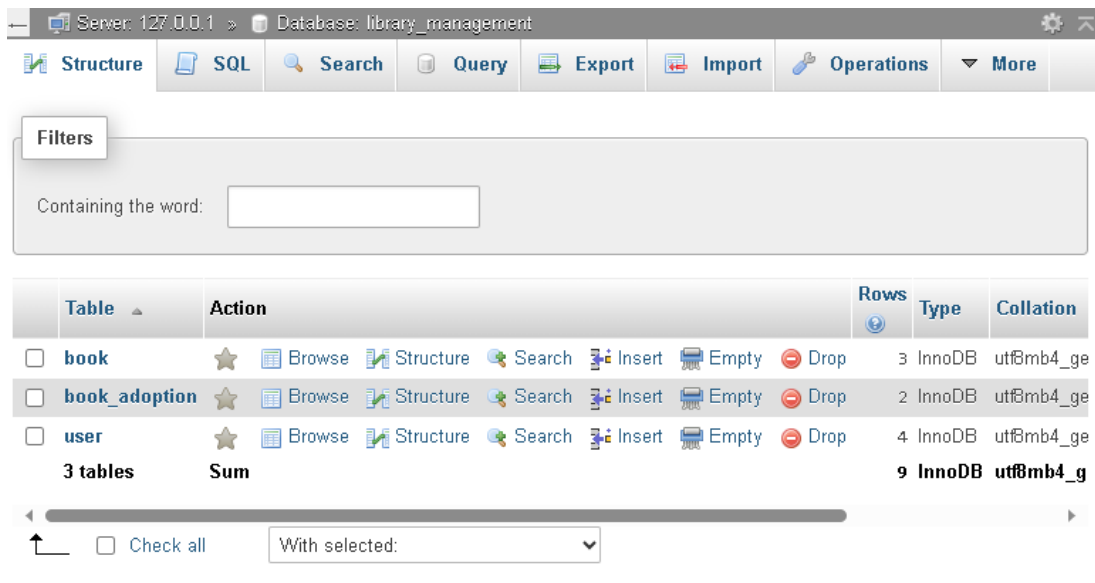 Server: 127.0.0.1 » Database: library_management
Structure SQL Search Query Export Import Operations More
Filters
Containing the word:
Table Action Rows Type Collation
book Browse Structure Search Insert Empty Drop 3 InnoDB utf8mb4_ge
book_adoption Browse Structure Search Insert Empty Drop 2 InnoDB utf8mb4_ge
user Browse Structure Search Insert Empty Drop 4 InnoDB utf8mb4_ge
3 tables Sum 9 InnoDB utf8mb4_g
Check all With selected: